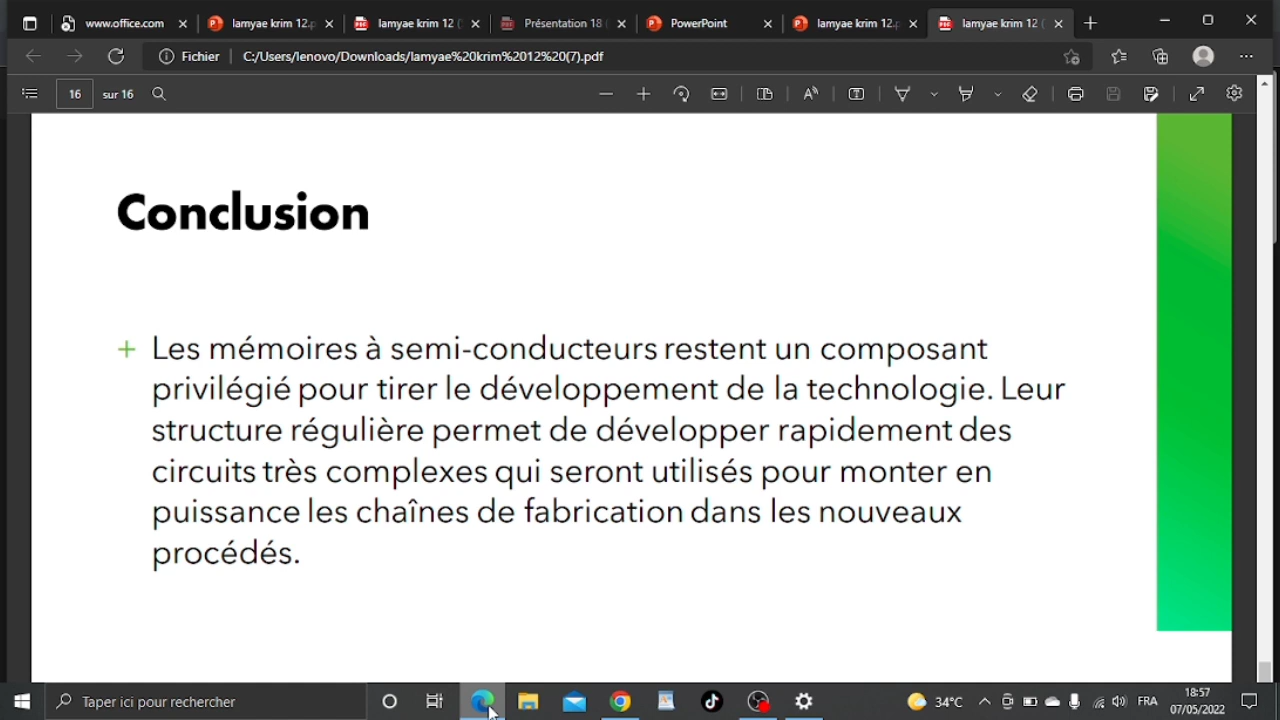 www.office.com
lamyae krim 12.p
lamyae krim 12 (
Présentation 18 (
PowerPoint
lamyae krim 12.p
lamyae krim 12 (
Fichier
C:/Users/lenovo/Downloads/lamyae%20krim%2012%20(7).pdf
16
sur 16
Conclusion
+ Les mémoires à semi-conducteurs restent un composant
privilégié pour tirer le développement de la technologie. Leur
structure régulière permet de développer rapidement des
circuits très complexes qui seront utilisés pour monter en
puissance les chaînes de fabrication dans les nouveaux
procédés.
Taper ici pour rechercher
34°C
FRA
18:57
07/05/2022